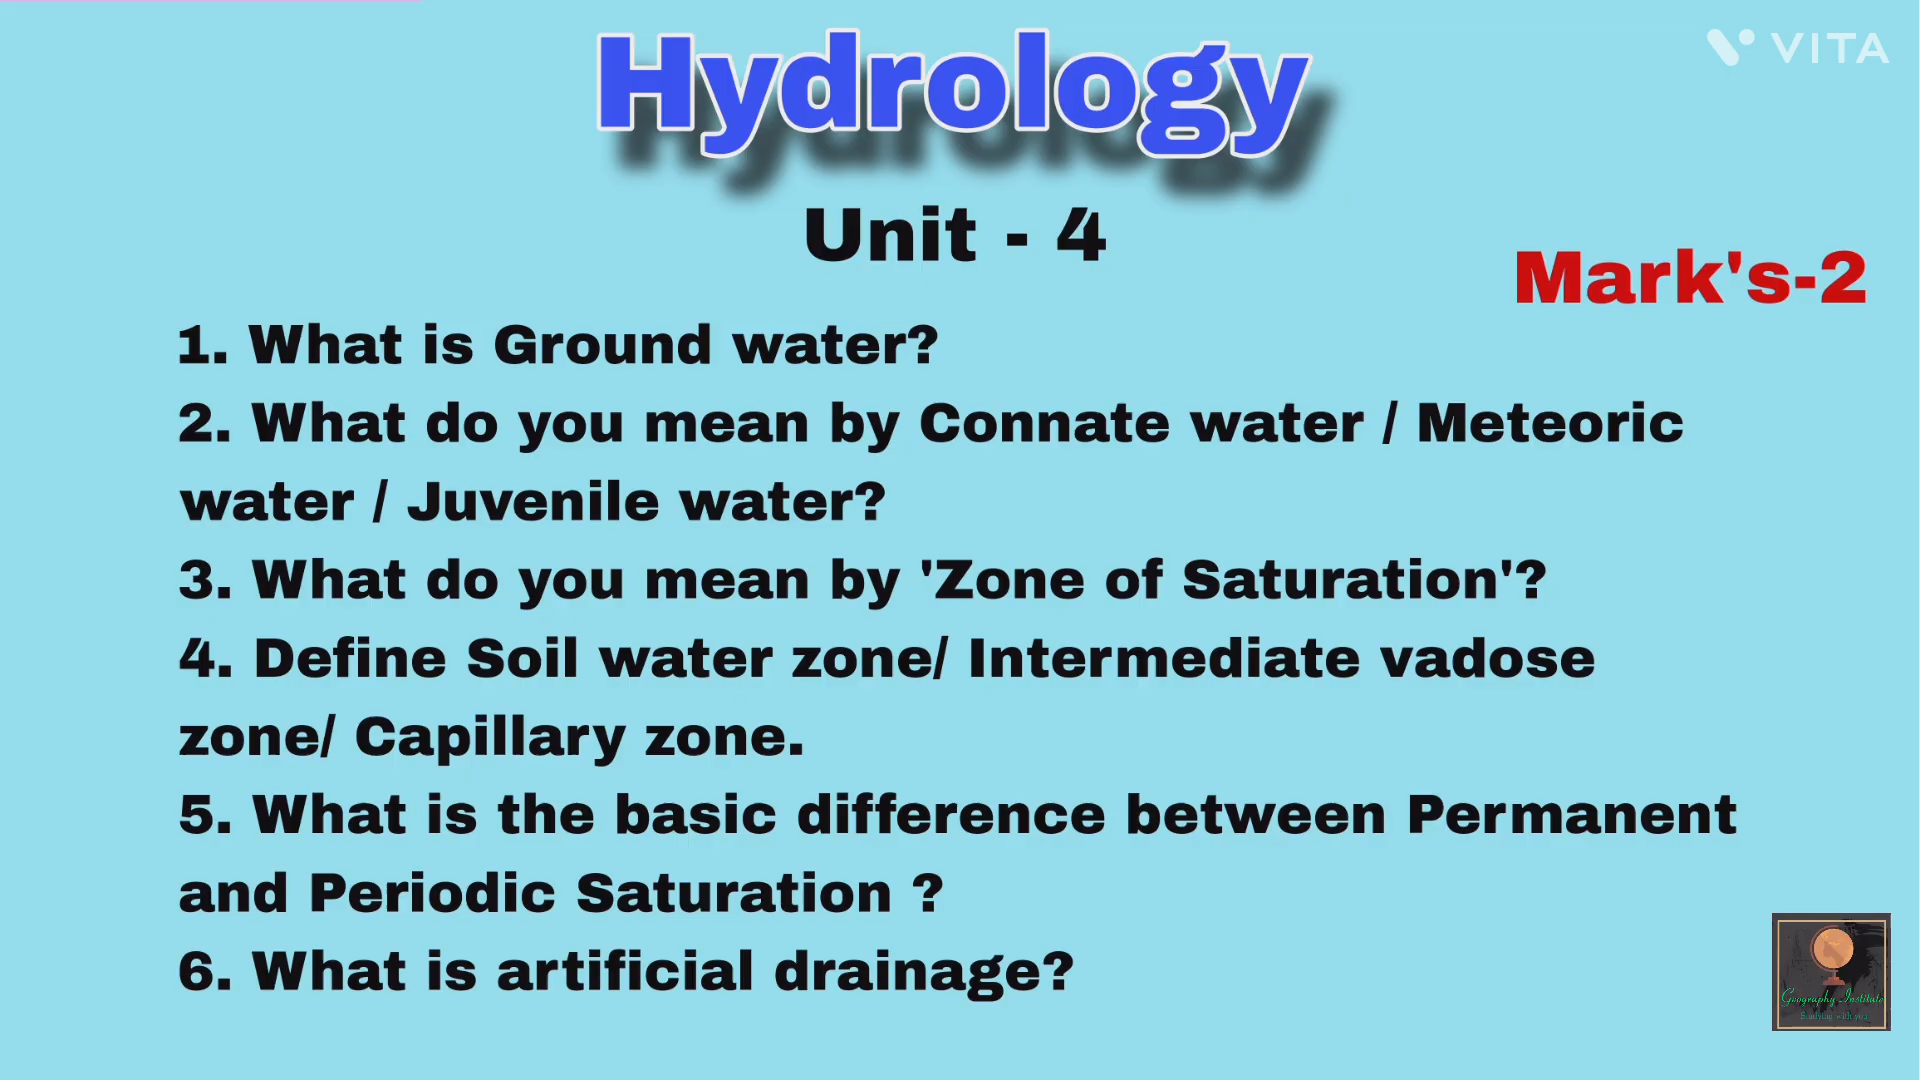 VITA
Hydrology
Unit - 4
Mark's-2
1. What is Ground water?
2. What do you mean by Connate water / Meteoric
water / Juvenile water?
3. What do you mean by 'Zone of Saturation'?
4. Define Soil water zone/ Intermediate vadose
zone/ Capillary zone.
5. What is the basic difference between Permanent
and Periodic Saturation ?
6. What is artificial drainage?
Geography Institute
Studying with you